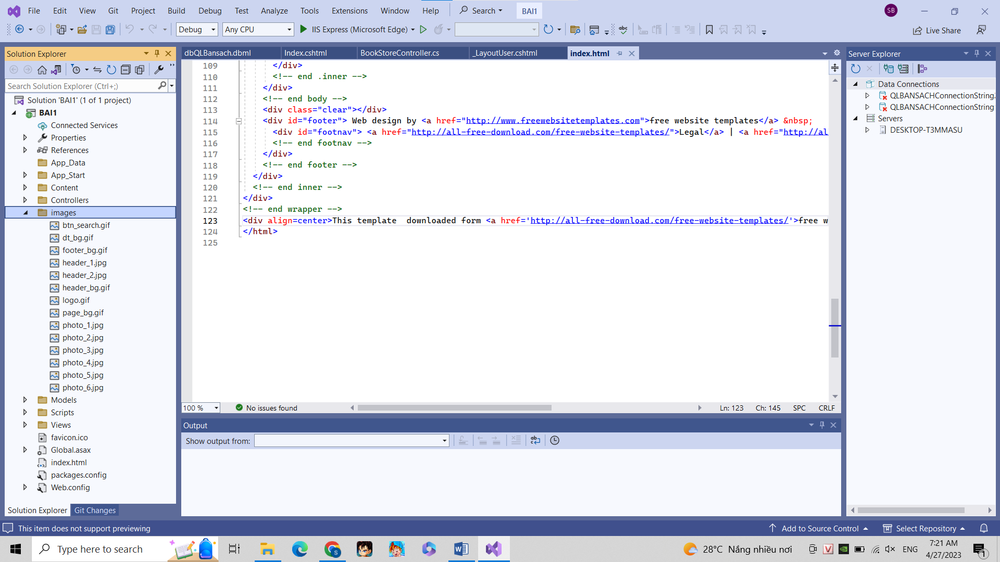 File Edit View Git Project Build Debug Test Analyze Tools Extensions Window Help Search BAI1 SB
Debug Any CPU IIS Express (Microsoft Edge) Live Share
Solution Explorer
Search Solution Explorer (Ctrl+;)
Solution 'BAI1' (1 of 1 project)
BAI1
Connected Services
Properties
References
App_Data
App_Start
Content
Controllers
images
btn_search.gif
dt_bg.gif
footer_bg.gif
header_1.jpg
header_2.jpg
header_bg.gif
logo.gif
page_bg.gif
photo_1.jpg
photo_2.jpg
photo_3.jpg
photo_4.jpg
photo_5.jpg
photo_6.jpg
Models
Scripts
Views
favicon.ico
Global.asax
index.html
packages.config
Web.config
Solution Explorer Git Changes
dbQLBansach.dbml Index.cshtml BookStoreController.cs _LayoutUser.cshtml index.html
109 </div>
110 <!-- end .inner -->
111 </div>
112 <!-- end body -->
113 <div class="clear"></div>
114 <div id="footer"> Web design by <a href="http://www.freewebsitetemplates.com">free website templates</a> &nbsp;
115 <div id="footnav"> <a href="http://all-free-download.com/free-website-templates/">Legal</a> | <a href="http://al
116 <!-- end footnav -->
117 </div>
118 <!-- end footer -->
119 </div>
120 <!-- end inner -->
121 </div>
122 <!-- end wrapper -->
123 <div align=center>This template  downloaded form <a href='http://all-free-download.com/free-website-templates/'>free w
124 </html>
125
100 % No issues found Ln: 123 Ch: 145 SPC CRLF
Output
Show output from:
Server Explorer
Data Connections
QLBANSACHConnectionString
QLBANSACHConnectionString
Servers
DESKTOP-T3MMASU
This item does not support previewing Add to Source Control Select Repository
Type here to search 28°C Nắng nhiều nơi ENG 7:21 AM
4/27/2023 1